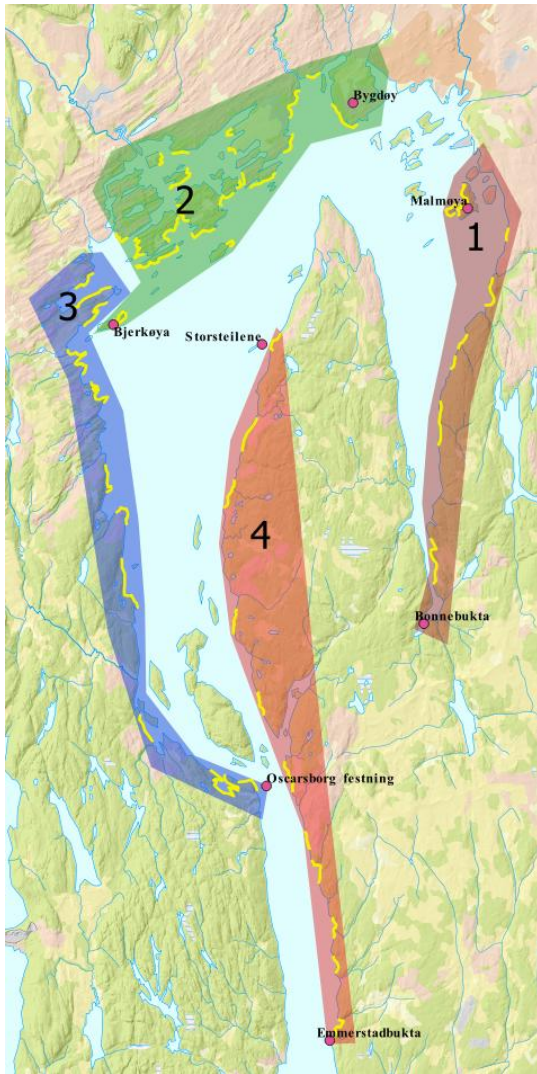 Bygdøy
2
Malmøya
1
3
Bjerkøya
Storsteilene
4
Bonnebukta
Oscarsborg festning
Emmerstadbukta